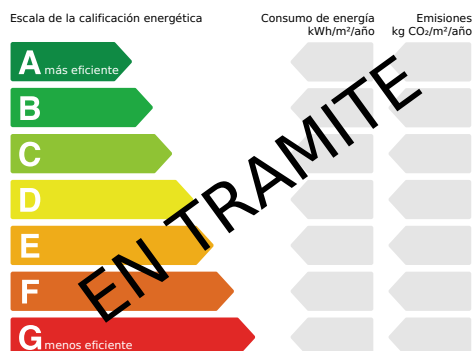 Escala de la calificación energética
Consumo de energía
kWh/m²/año
Emisiones
kg CO₂/m²/año
A más eficiente
B
C
D
E
F
G menos eficiente
EN TRAMITE